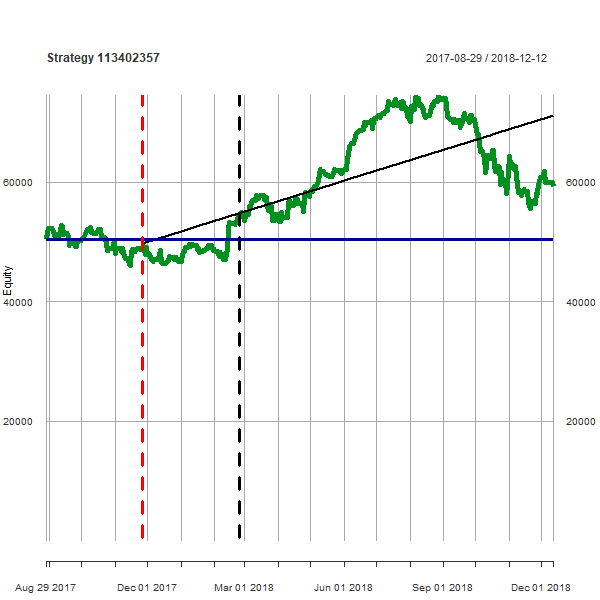 Strategy 113402357
2017-08-29 / 2018-12-12
60000
60000
Equity
40000
40000
20000
20000
Aug 29 2017
Dec 01 2017
Mar 01 2018
Jun 01 2018
Sep 01 2018
Dec 01 2018